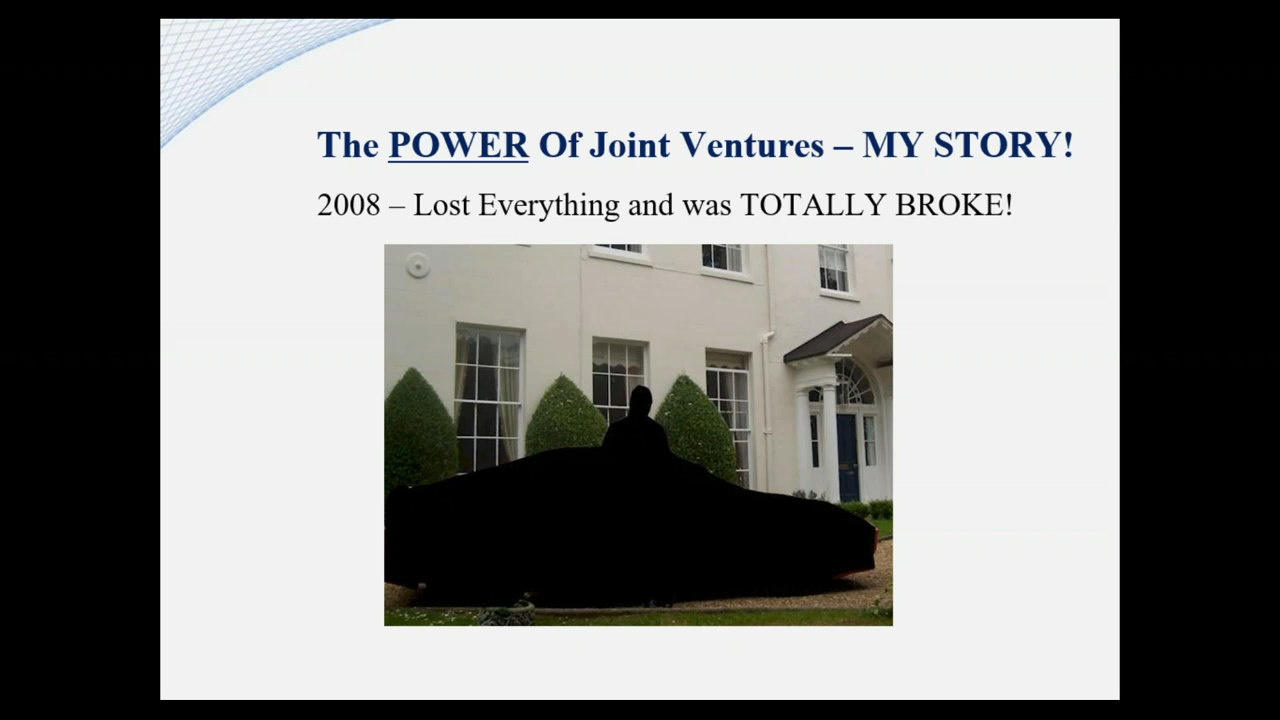 The POWER Of Joint Ventures – MY STORY!
2008 – Lost Everything and was TOTALLY BROKE!